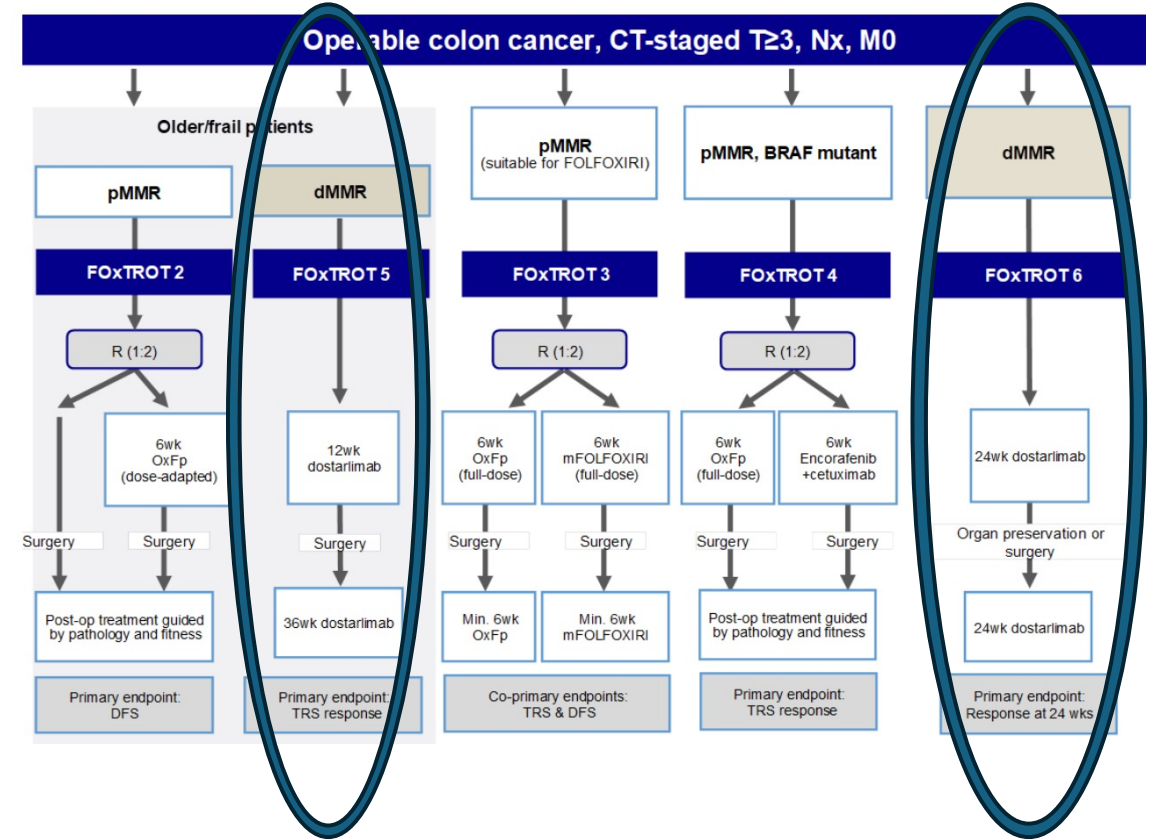 Operable colon cancer, CT-staged T≥3, Nx, M0
Older/frail patients
pMMR
dMMR
pMMR
(suitable for FOLFOXIRI)
pMMR, BRAF mutant
dMMR
FOxTROT 2
FOxTROT 5
FOxTROT 3
FOxTROT 4
FOxTROT 6
R (1:2)
R (1:2)
R (1:2)
6wk
OxFp
(dose-adapted)
12wk
dostarlimab
6wk
OxFp
(full-dose)
6wk
mFOLFOXIRI
(full-dose)
6wk
OxFp
(full-dose)
6wk
Encorafenib
+cetuximab
24wk dostarlimab
Surgery
Surgery
Surgery
Surgery
Surgery
Surgery
Surgery
Organ preservation or
surgery
Post-op treatment guided
by pathology and fitness
36wk dostarlimab
Min. 6wk
OxFp
Min. 6wk
mFOLFOXIRI
Post-op treatment guided
by pathology and fitness
24wk dostarlimab
Primary endpoint:
DFS
Primary endpoint:
TRS response
Co-primary endpoints:
TRS & DFS
Primary endpoint:
TRS response
Primary endpoint:
Response at 24 wks